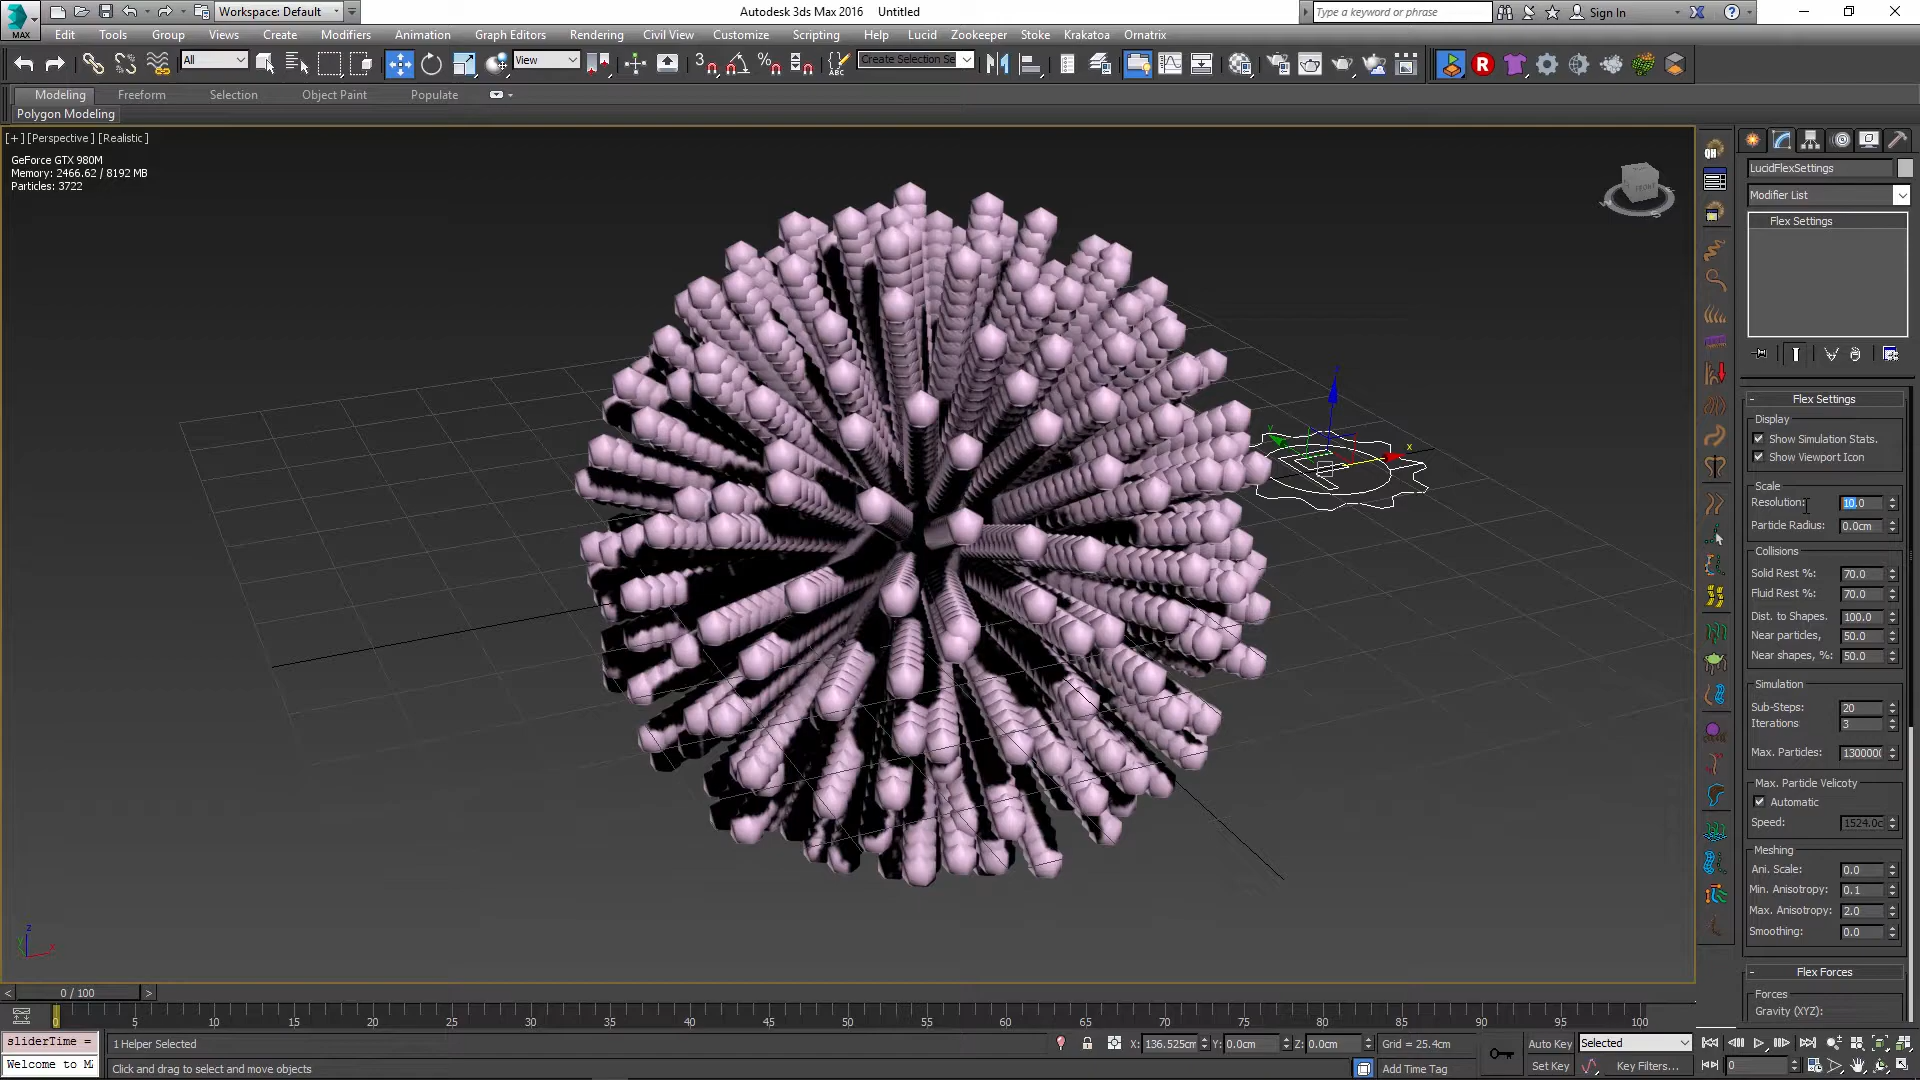 Workspace: Default
Autodesk 3ds Max 2016 Untitled
Type a keyword or phrase
Sign In
MAX
Edit Tools Group Views Create Modifiers Animation Graph Editors Rendering Civil View Customize Scripting Help Lucid Zookeeper Stoke Krakatoa Ornatrix
All
View
3
ABC
Create Selection Se
Modeling Freeform Selection Object Paint Populate
Polygon Modeling
[+] [Perspective ] [Realistic ]
GeForce GTX 980M
Memory: 2466.62 / 8192 MB
Particles: 3722
FRONT
QH
LucidFlexSettings
Modifier List
Flex Settings
- Flex Settings
Display
Show Simulation Stats.
Show Viewport Icon
Scale
Resolution: 10.0
Particle Radius: 0.0cm
Collisions
Solid Rest %: 70.0
Fluid Rest %: 70.0
Dist. to Shapes. 100.0
Near particles, 50.0
Near shapes, %: 50.0
Simulation
Sub-Steps: 20
Iterations 3
Max. Particles: 1300000
Max. Particle Velicoty
Automatic
Speed: 1524.0c
Meshing
Ani. Scale: 0.0
Min. Anisotropy: 0.1
Max. Anisotropy: 2.0
Smoothing: 0.0
- Flex Forces
Forces
Gravity (XYZ):
z
x
y
x
< 0 / 100 >
5 10 15 20 25 30 35 40 45 50 55 60 65 70 75 80 85 90 95 100
sliderTime =
Welcome to M
1 Helper Selected
Click and drag to select and move objects
X: 136.525cm Y: 0.0cm Z: 0.0cm Grid = 25.4cm
Add Time Tag
Auto Key Selected
Set Key Key Filters...
0